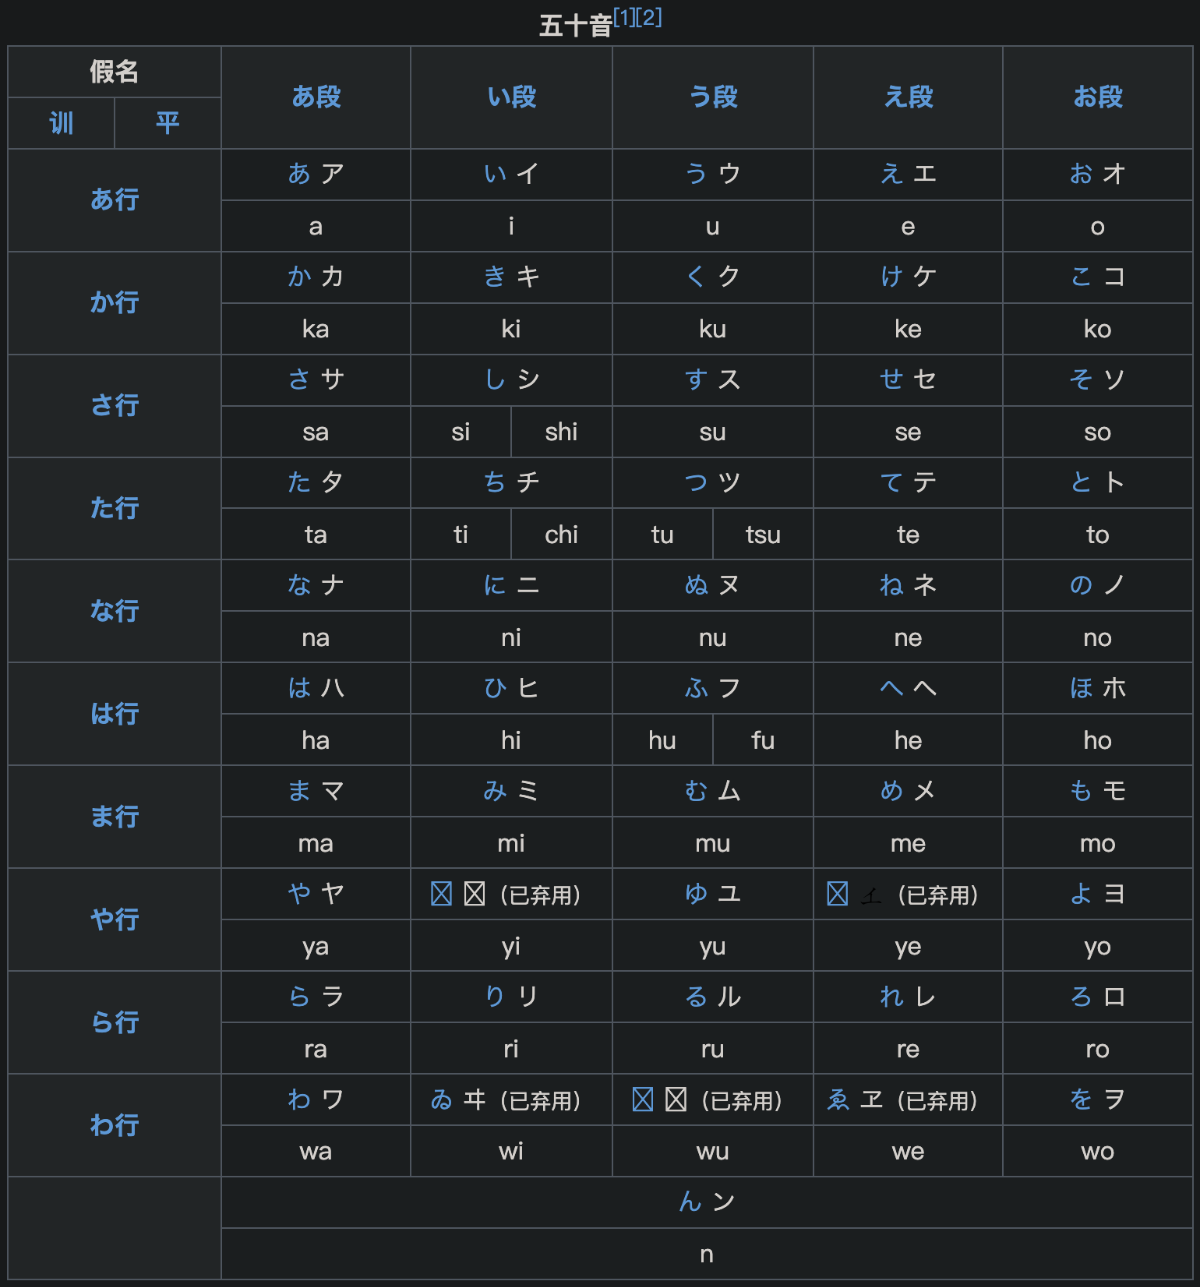 五十音[1][2]
假名 あ段 い段 う段 え段 お段
训 平
あ行 あ ア い イ う ウ え エ お オ
a i u e o
か行 か カ き キ く ク け ケ こ コ
ka ki ku ke ko
さ行 さ サ し シ す ス せ セ そ ソ
sa si shi su se so
た行 た タ ち チ つ ツ て テ と ト
ta ti chi tu tsu te to
な行 な ナ に ニ ぬ ヌ ね ネ の ノ
na ni nu ne no
は行 は ハ ひ ヒ ふ フ へ ヘ ほ ホ
ha hi hu fu he ho
ま行 ま マ み ミ む ム め メ も モ
ma mi mu me mo
や行 や ヤ (已弃用) ゆ ユ (已弃用) よ ヨ
ya yi yu ye yo
ら行 ら ラ り リ る ル れ レ ろ ロ
ra ri ru re ro
わ行 わ ワ ゐ ヰ (已弃用) (已弃用) ゑ ヱ (已弃用) を ヲ
wa wi wu we wo
ん ン
n